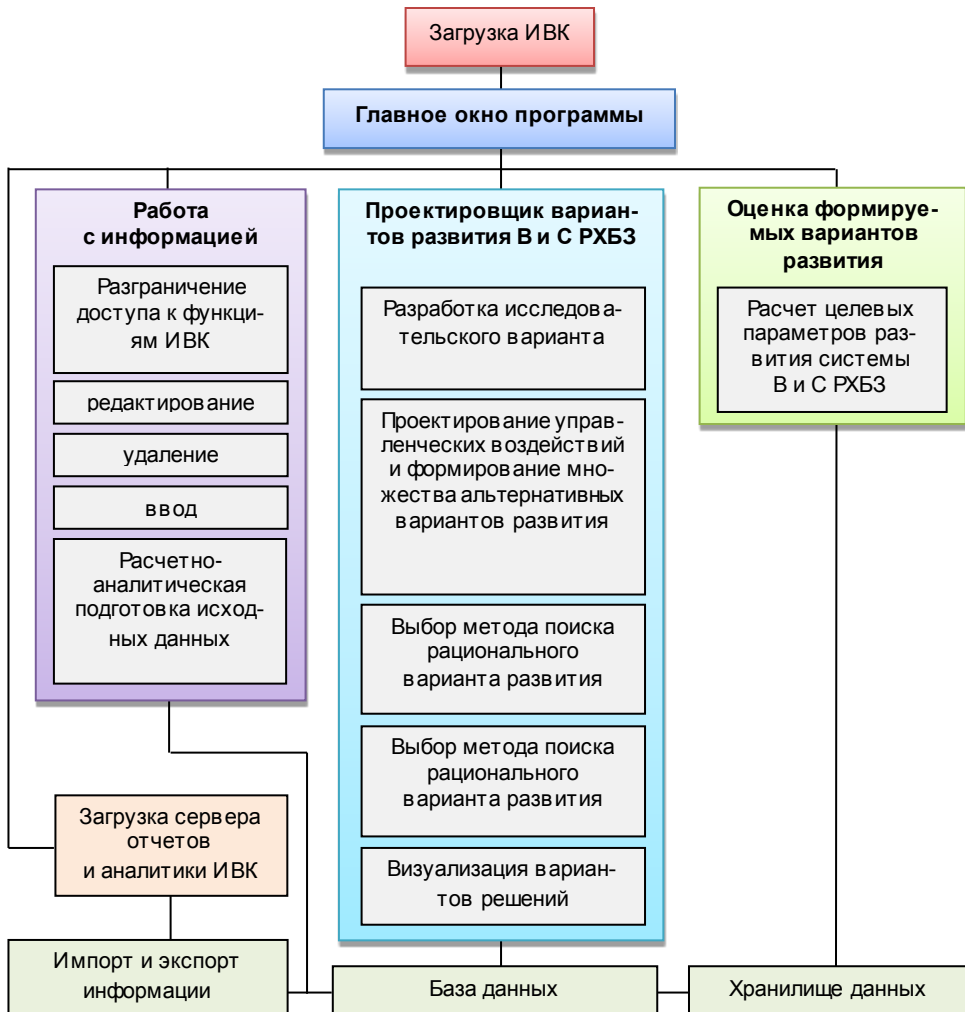 Загрузка ИВК
Главное окно программы
Работа
с информацией
Разграничение
доступа к функци-
ям ИВК
редактирование
удаление
ввод
Расчетно-
аналитическая
подготовка исход-
ных данных
Проектировщик вариан-
тов развития В и С РХБЗ
Разработка исследова-
тельского варианта
Проектирование управ-
ленческих воздействий
и формирование мно-
жества альтернативных
вариантов развития
Выбор метода поиска
рационального
варианта развития
Выбор метода поиска
рационального
варианта развития
Визуализация вариан-
тов решений
Оценка формируе-
мых вариантов
развития
Расчет целевых
параметров раз-
вития системы
В и С РХБЗ
Загрузка сервера
отчетов
и аналитики ИВК
Импорт и экспорт
информации
База данных
Хранилище данных